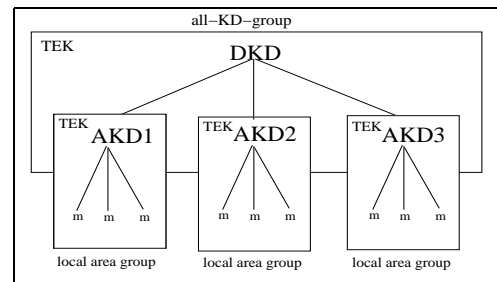 all−KD−group
TEK
DKD
TEK AKD1
TEK AKD2
TEK AKD3
m m m
m m m
m m m
local area group
local area group
local area group